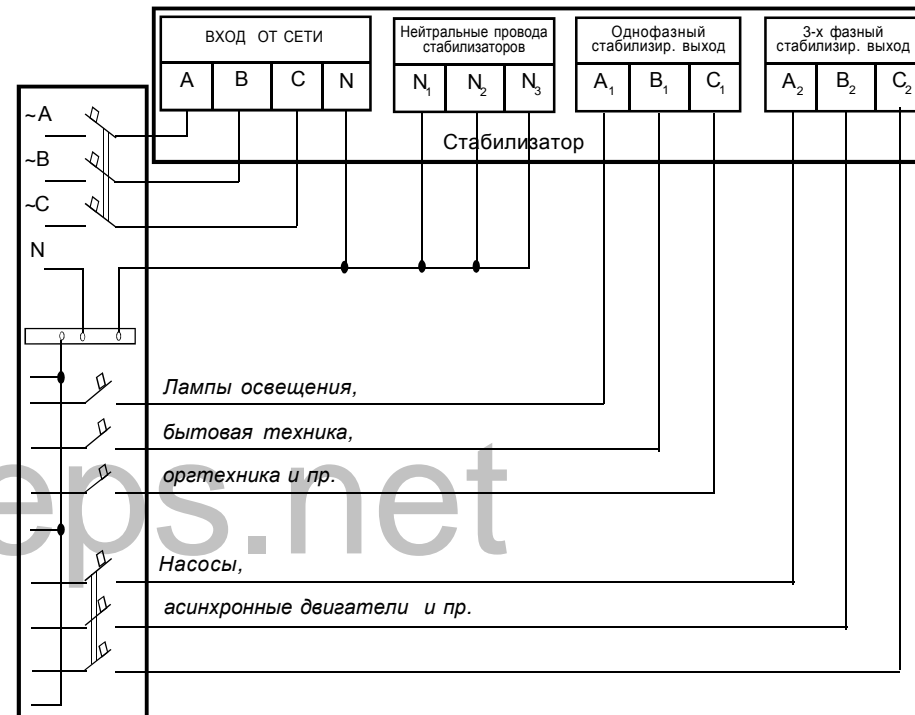 ВХОД ОТ СЕТИ
Нейтральные провода
стабилизаторов
Однофазный
стабилизир. выход
3-х фазный
стабилизир. выход
A B C N
N₁ N₂ N₃
A₁ B₁ C₁
A₂ B₂ C₂
Стабилизатор
~A
~B
~C
N
Лампы освещения,
бытовая техника,
оргтехника и пр.
eps.net
Насосы,
асинхронные двигатели и пр.